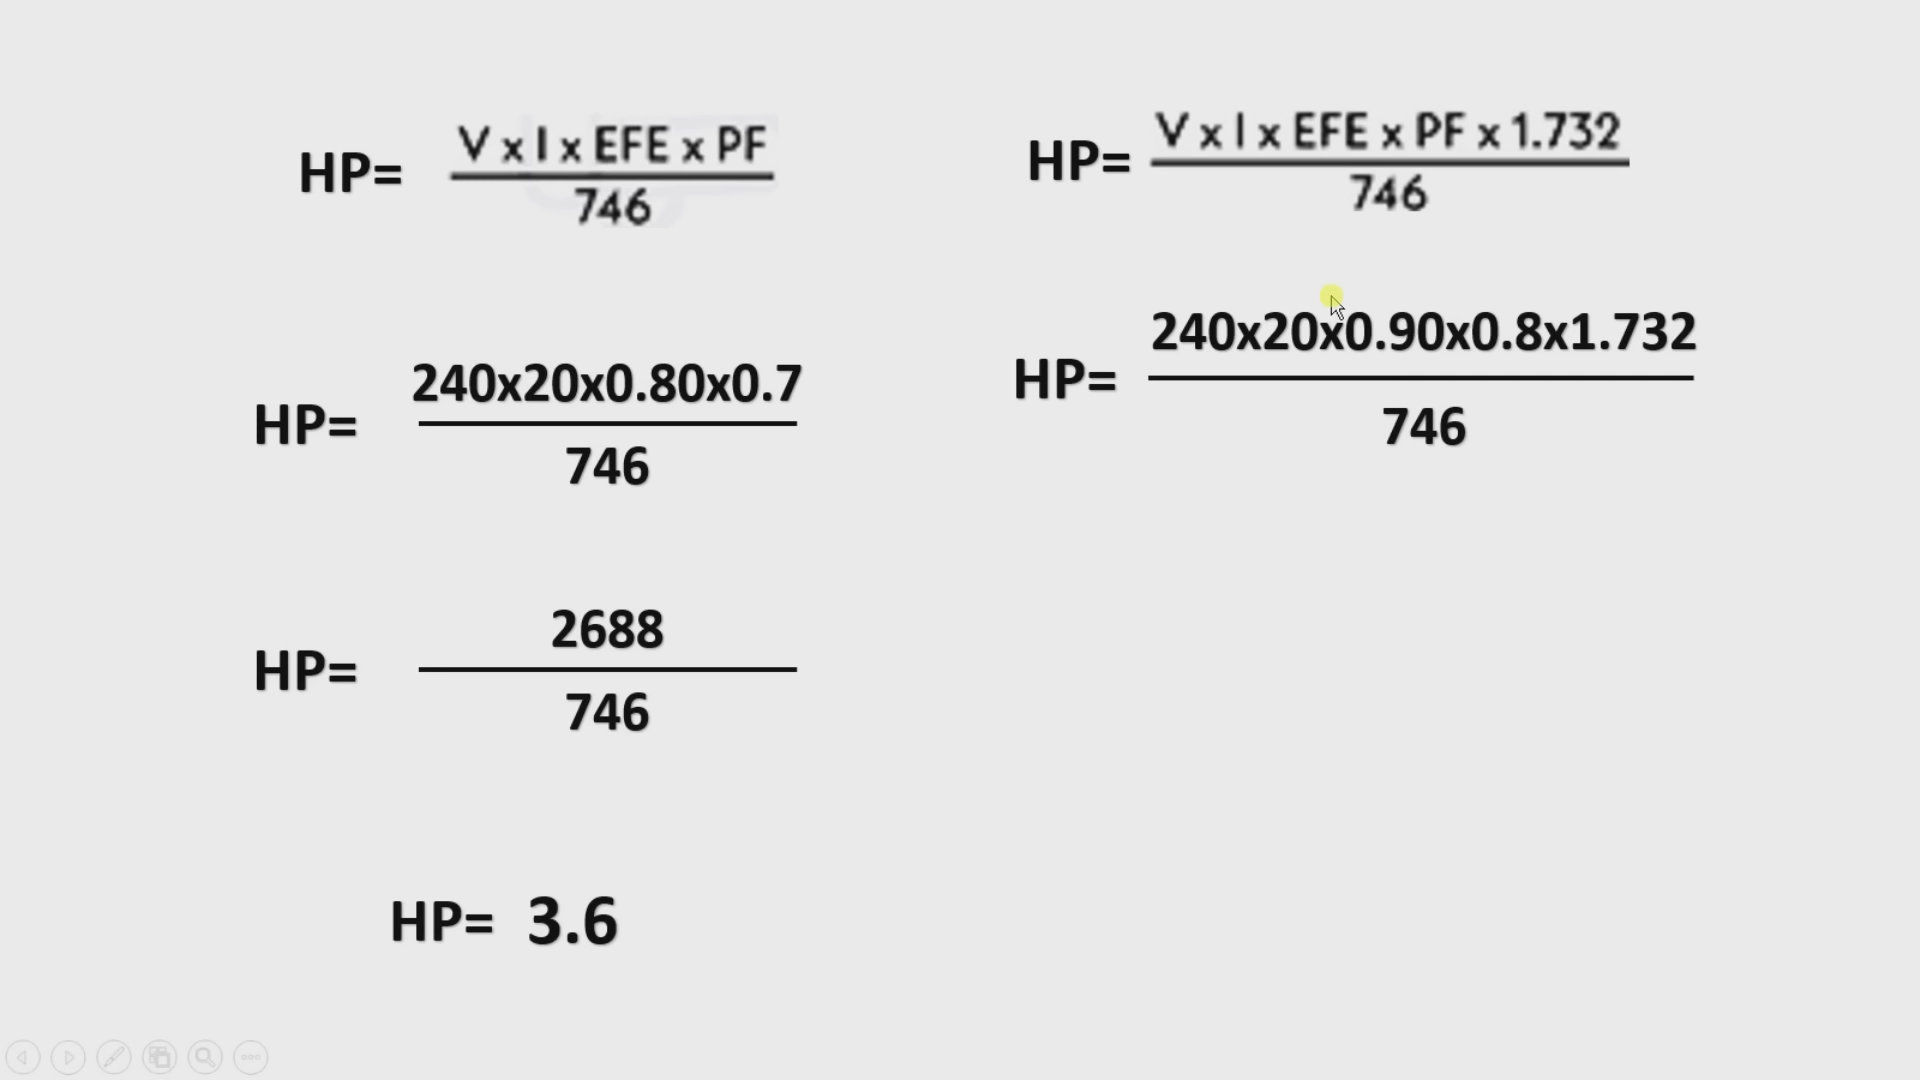 HP= V x I x EFE x PF
746
HP= 240x20x0.80x0.7
746
HP= 2688
746
HP= 3.6
HP= V x I x EFE x PF x 1.732
746
HP= 240x20x0.90x0.8x1.732
746